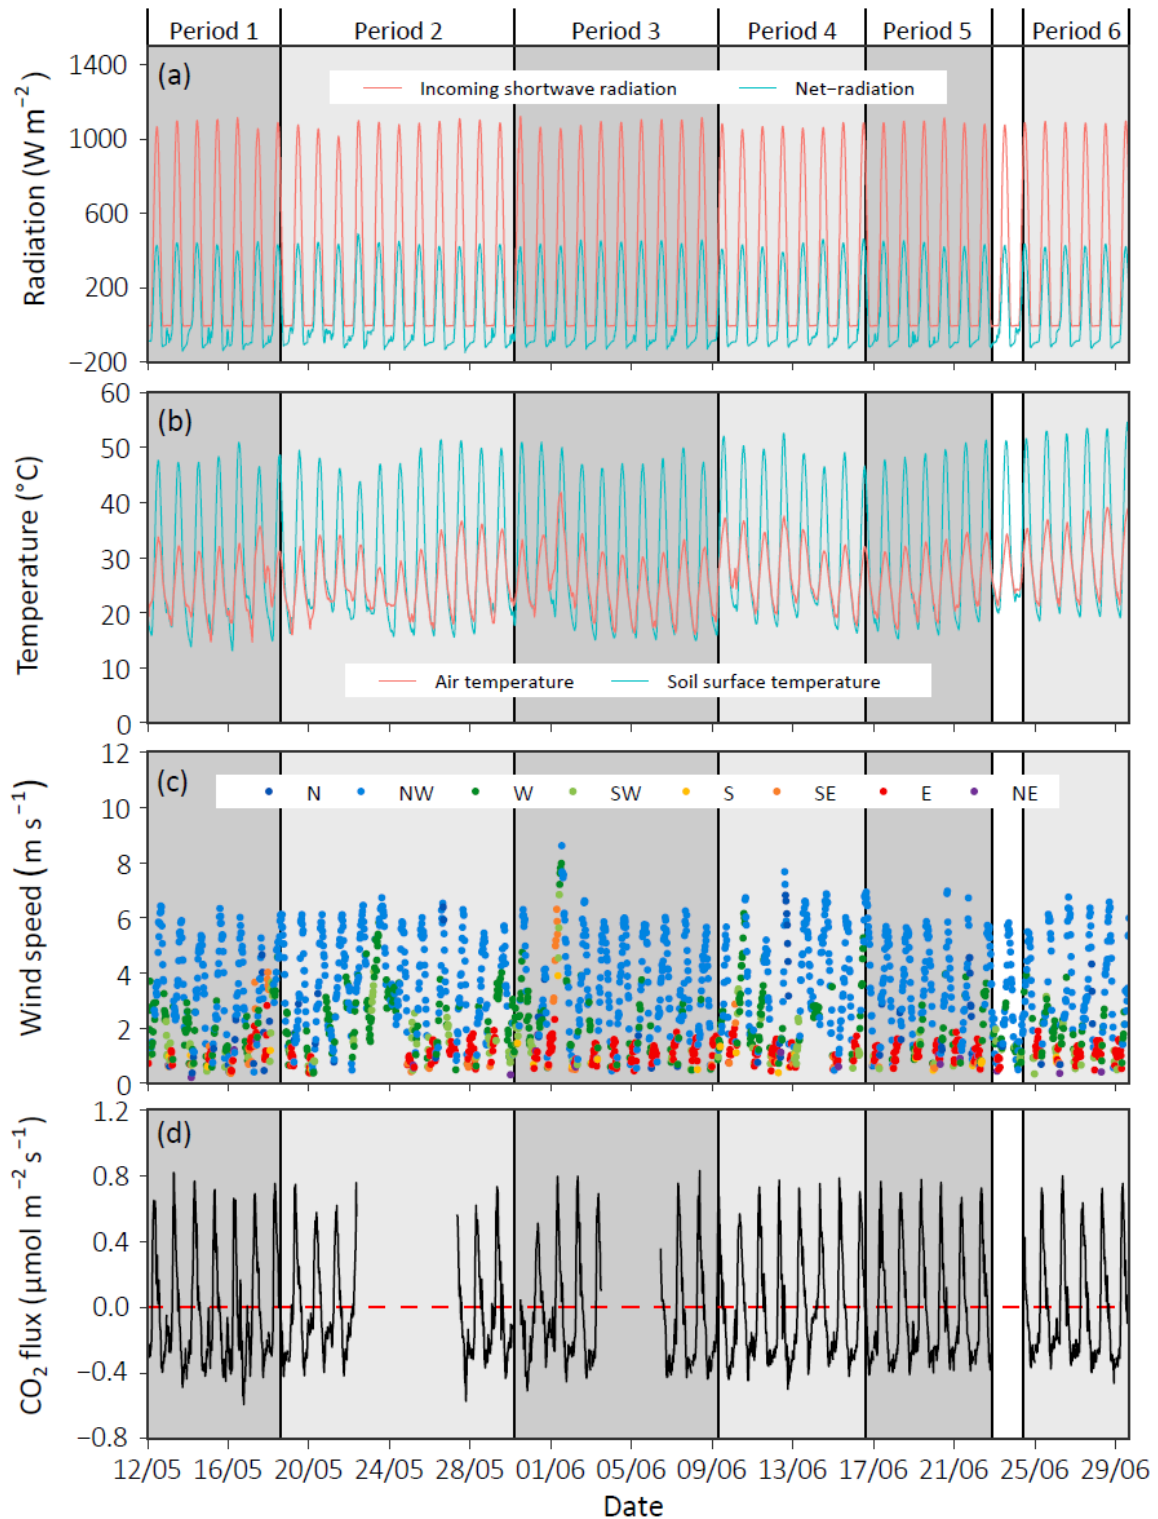 Period 1 Period 2 Period 3 Period 4 Period 5 Period 6
(a)
Incoming shortwave radiation Net−radiation
1400
1000
600
200
−200
Radiation (W m−2)
(b)
60
50
40
30
20
10
0
Temperature (°C)
Air temperature Soil surface temperature
(c)
N NW W SW S SE E NE
12
10
8
6
4
2
0
Wind speed (m s−1)
(d)
1.2
0.8
0.4
0.0
−0.4
−0.8
CO2 flux (µmol m−2 s−1)
12/05 16/05 20/05 24/05 28/05 01/06 05/06 09/06 13/06 17/06 21/06 25/06 29/06
Date